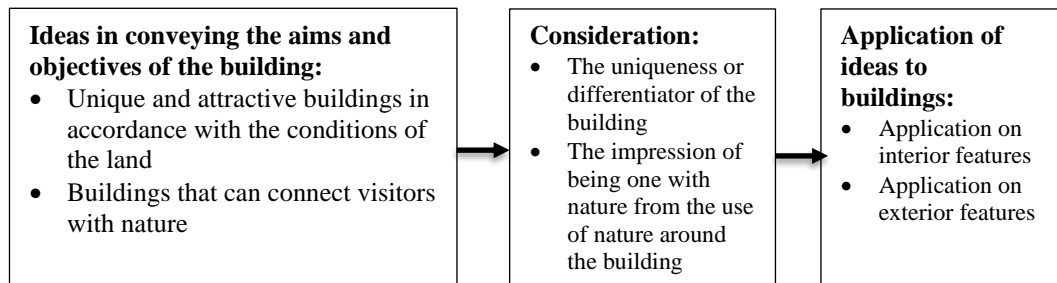 Ideas in conveying the aims and
objectives of the building:
• Unique and attractive buildings in
accordance with the conditions of
the land
• Buildings that can connect visitors
with nature
Consideration:
• The uniqueness or
differentiator of the
building
• The impression of
being one with
nature from the use
of nature around
the building
Application of
ideas to
buildings:
• Application on
interior features
• Application on
exterior features